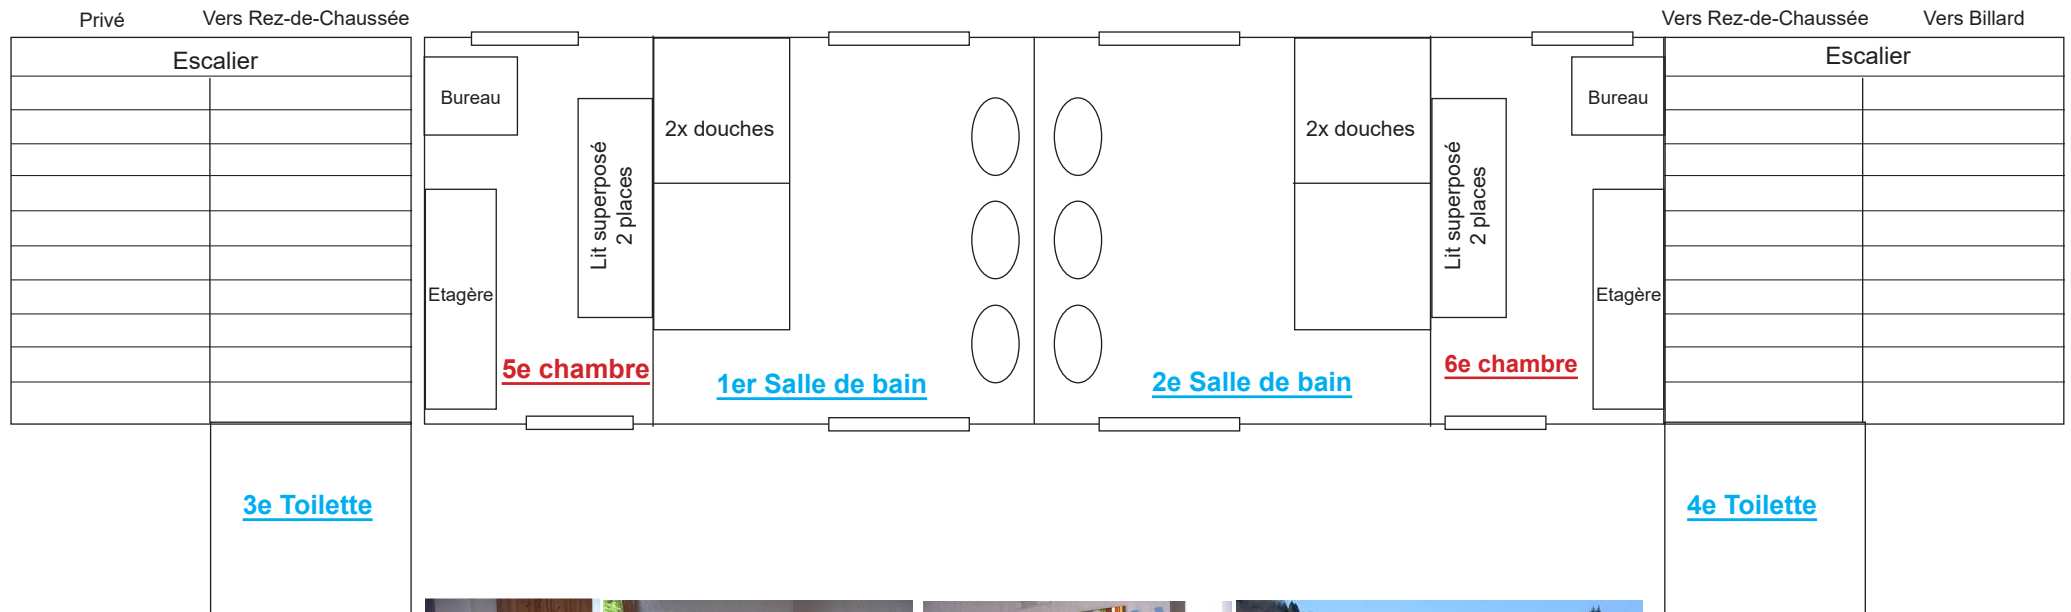 Privé
Vers Rez-de-Chaussée
Vers Rez-de-Chaussée
Vers Billard
Escalier
Escalier
Bureau
Bureau
2x douches
2x douches
Lit superposé
2 places
Lit superposé
2 places
Etagère
Etagère
5e chambre
1er Salle de bain
2e Salle de bain
6e chambre
3e Toilette
4e Toilette